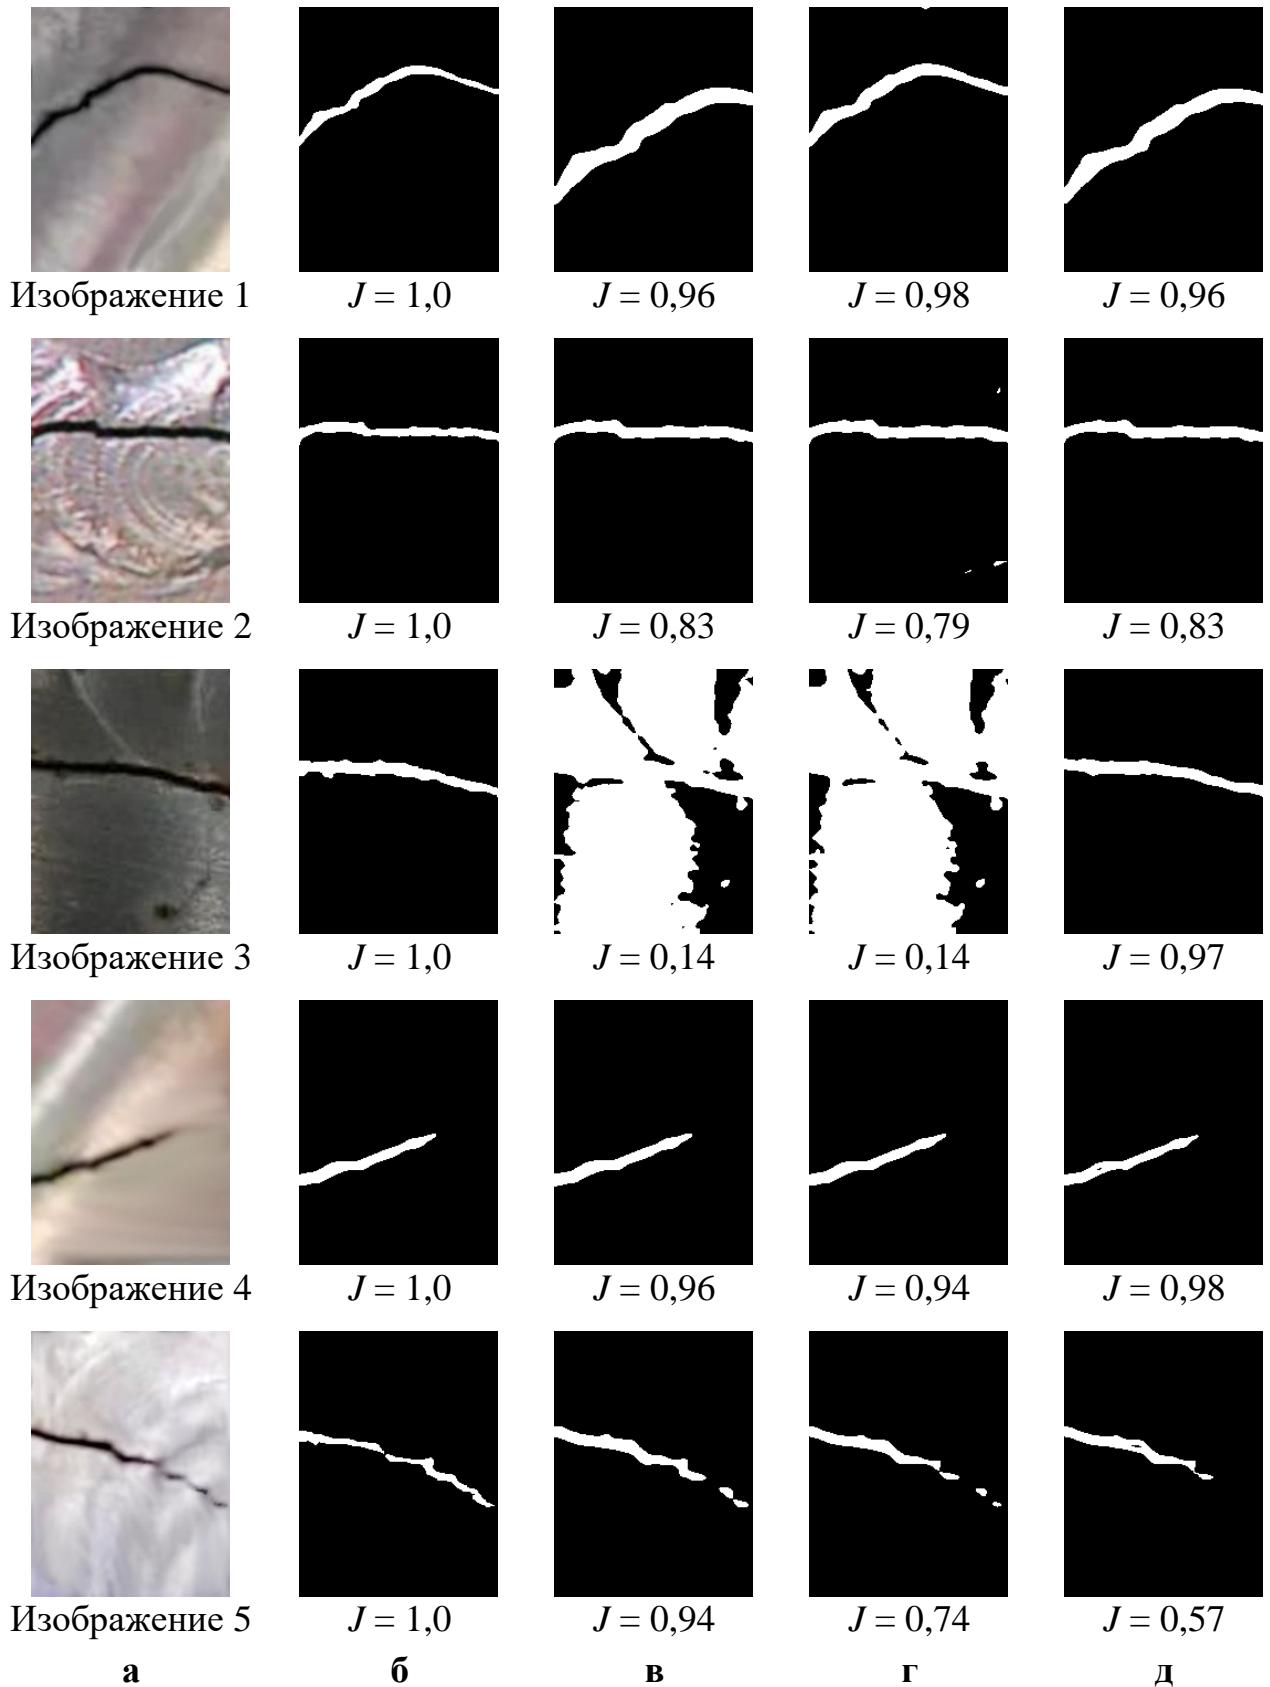 Изображение 1 J = 1,0 J = 0,96 J = 0,98 J = 0,96
Изображение 2 J = 1,0 J = 0,83 J = 0,79 J = 0,83
Изображение 3 J = 1,0 J = 0,14 J = 0,14 J = 0,97
Изображение 4 J = 1,0 J = 0,96 J = 0,94 J = 0,98
Изображение 5 J = 1,0 J = 0,94 J = 0,74 J = 0,57
а б в г д